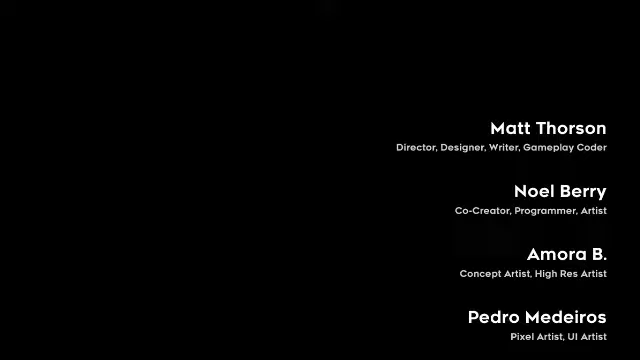 Matt Thorson
Director, Designer, Writer, Gameplay Coder
Noel Berry
Co-Creator, Programmer, Artist
Amora B.
Concept Artist, High Res Artist
Pedro Medeiros
Pixel Artist, UI Artist